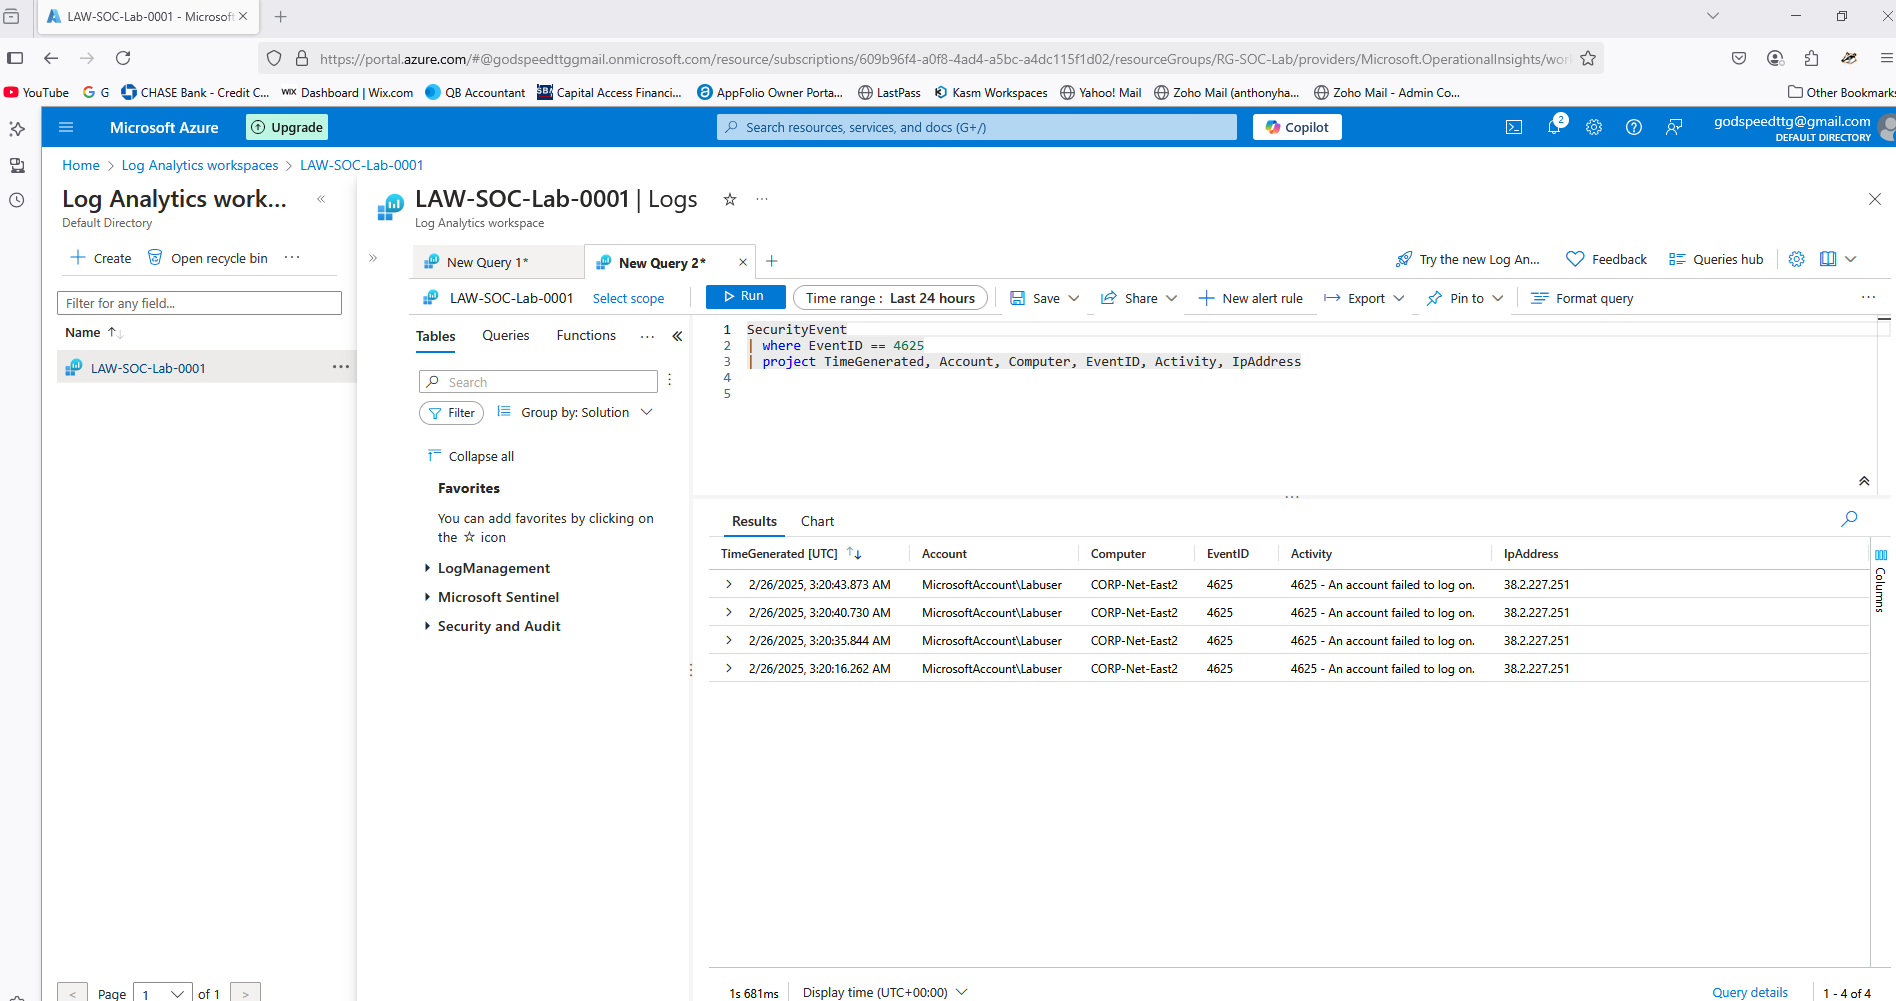 LAW-SOC-Lab-0001 - Microsoft
https://portal.azure.com/#@godspeedttggmail.onmicrosoft.com/resource/subscriptions/609b96f4-a0f8-4ad4-a5bc-a4dc115f1d02/resourceGroups/RG-SOC-Lab/providers/Microsoft.OperationalInsights/wor
YouTube G CHASE Bank - Credit C... WIX Dashboard | Wix.com QB Accountant SBA Capital Access Financi... AppFolio Owner Porta... LastPass Kasm Workspaces Yahoo! Mail Zoho Mail (anthonyha... Zoho Mail - Admin Co... Other Bookmarks
Microsoft Azure Upgrade Search resources, services, and docs (G+/) Copilot 2 godspeedttg@gmail.com
DEFAULT DIRECTORY
Home > Log Analytics workspaces > LAW-SOC-Lab-0001
Log Analytics work... «
Default Directory
+ Create Open recycle bin ...
Filter for any field...
Name ↑↓
LAW-SOC-Lab-0001 ...
Page 1 of 1
LAW-SOC-Lab-0001 | Logs ☆ ...
Log Analytics workspace
» New Query 1* New Query 2* × + Try the new Log An... Feedback Queries hub
LAW-SOC-Lab-0001 Select scope Run Time range : Last 24 hours Save Share New alert rule Export Pin to Format query ...
Tables Queries Functions ... «
Search
Filter Group by: Solution
Collapse all
Favorites
You can add favorites by clicking on
the ☆ icon
LogManagement
Microsoft Sentinel
Security and Audit
1 SecurityEvent
2 | where EventID == 4625
3 | project TimeGenerated, Account, Computer, EventID, Activity, IpAddress
4
5
Results Chart
TimeGenerated [UTC] ↑↓ Account Computer EventID Activity IpAddress
2/26/2025, 3:20:43.873 AM MicrosoftAccount\Labuser CORP-Net-East2 4625 4625 - An account failed to log on. 38.2.227.251
2/26/2025, 3:20:40.730 AM MicrosoftAccount\Labuser CORP-Net-East2 4625 4625 - An account failed to log on. 38.2.227.251
2/26/2025, 3:20:35.844 AM MicrosoftAccount\Labuser CORP-Net-East2 4625 4625 - An account failed to log on. 38.2.227.251
2/26/2025, 3:20:16.262 AM MicrosoftAccount\Labuser CORP-Net-East2 4625 4625 - An account failed to log on. 38.2.227.251
Columns
1s 681ms Display time (UTC+00:00) Query details 1 - 4 of 4